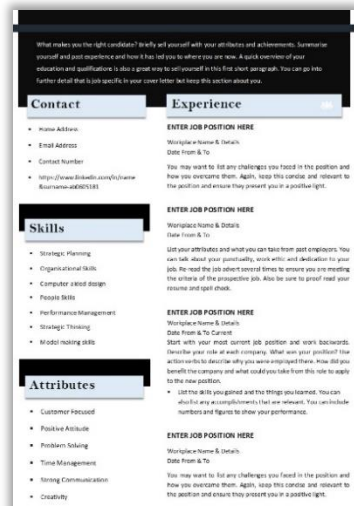 What makes you the right candidate? Briefly sell yourself with your attributes and achievements. Summarise
yourself and past experience and how it has led you to where you are now. A quick overview of your
education and qualifications is also a great way to sell yourself in this first short paragraph. You can go into
further detail that is job specific in your cover letter but keep this section about you.
Contact
• Home Address
• Email Address
• Contact Number
• https://www.linkedin.com/in/name
&surname-ab0605181
Skills
• Strategic Planning
• Organisational Skills
• Computer aided design
• People Skills
• Performance Management
• Strategic Thinking
• Model making skills
Attributes
• Customer Focused
• Positive Attitude
• Problem Solving
• Time Management
• Strong Communication
• Creativity
Experience
ENTER JOB POSITION HERE
Workplace Name & Details
Date From & To
You may want to list any challenges you faced in the position and
how you overcame them. Again, keep this concise and relevant to
the position and ensure they present you in a positive light.
ENTER JOB POSITION HERE
Workplace Name & Details
Date From & To
List your attributes and what you can take from past employers. You
can talk about your punctuality, work ethic and dedication to your
job. Re-read the job advert several times to ensure you are meeting
the criteria of the prospective job. Also be sure to proof read your
resume and spell check.
ENTER JOB POSITION HERE
Workplace Name & Details
Date From & To Current
Start with your most current job position and work backwards.
Describe your role at each company. What was your position? Use
action verbs to describe why you were employed there. How did you
benefit the company and what could you take from this role to apply
to the new position.
• List the skills you gained and the things you learned. You can
also list any accomplishments that are relevant. You can include
numbers and figures to show your performance.
ENTER JOB POSITION HERE
Workplace Name & Details
Date From & To
You may want to list any challenges you faced in the position and
how you overcame them. Again, keep this concise and relevant to
the position and ensure they present you in a positive light.